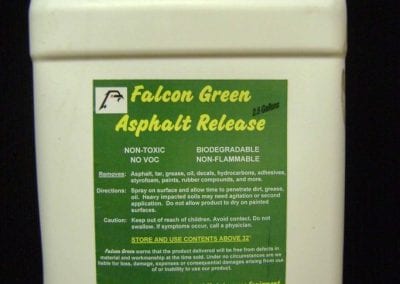 Falcon Green
2.5 Gallons
Asphalt Release
NON-TOXIC BIODEGRADABLE
NO VOC NON-FLAMMABLE
Removes: Asphalt, tar, grease, oil, decals, hydrocarbons, adhesives,
styrofoam, paints, rubber compounds, and more.
Directions: Spray on surface and allow time to penetrate dirt, grease,
oil. Heavy impacted soils may need agitation or second
application. Do not allow product to dry on painted
surfaces.
Caution: Keep out of reach of children. Avoid contact. Do not
swallow. If symptoms occur, call a physician.
STORE AND USE CONTENTS ABOVE 32°
Falcon Green warns that the product delivered will be free from defects in
material and workmanship at the time sold. Under no circumstances are we
liable for loss, damage, expenses or consequential damages arising from use
of or inability to use our product.
Equipment